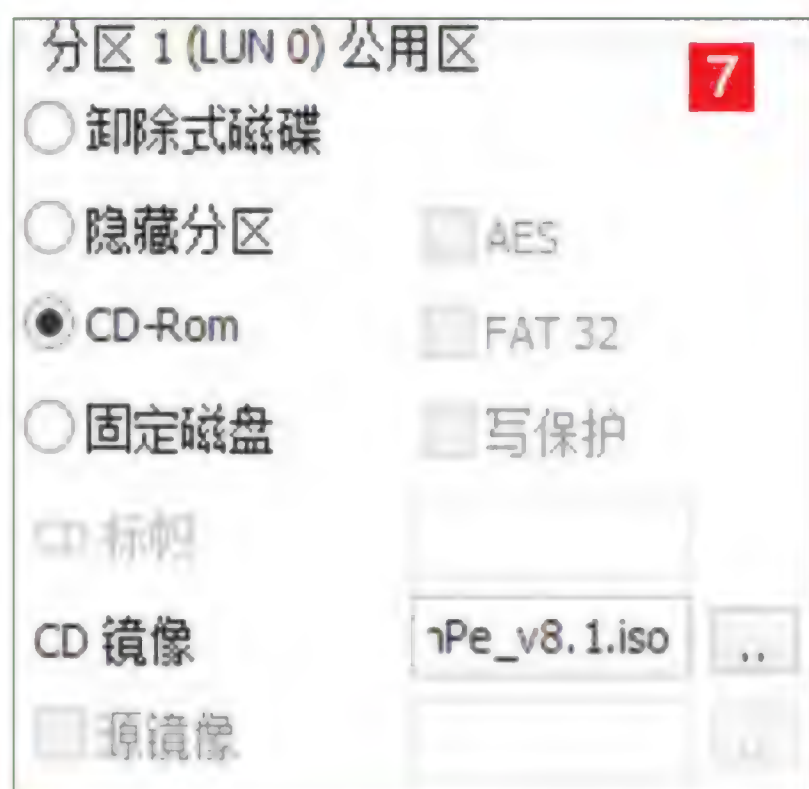 分区 1 (LUN 0) 公用区
7
卸除式磁碟
隐藏分区
AES
CD-Rom
FAT 32
固定磁盘
写保护
CD 标帜
CD 镜像
nPe_v8.1.iso
..
源镜像
..